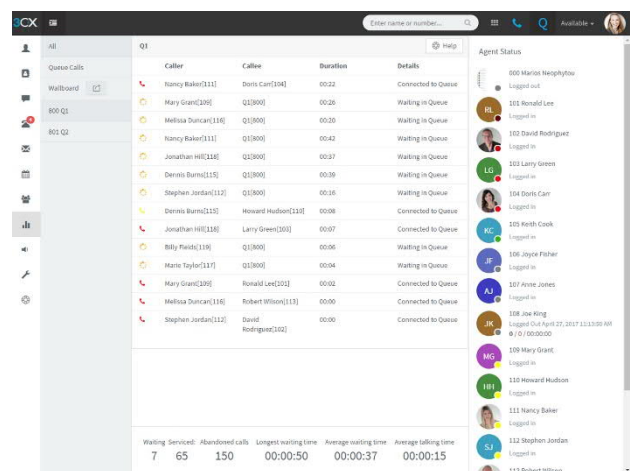 3CX
Enter name or number...
Q
Available
All
Queue Calls
Wallboard
800 Q1
801 Q2
Q1
Help
Caller Callee Duration Details
Nancy Baker[111] Doris Carr[104] 00:22 Connected to Queue
Mary Grant[109] Q1[800] 00:26 Waiting in Queue
Melissa Duncan[116] Q1[800] 00:20 Waiting in Queue
Nancy Baker[111] Q1[800] 00:42 Waiting in Queue
Jonathan Hill[118] Q1[800] 00:37 Waiting in Queue
Dennis Burns[115] Q1[800] 00:39 Waiting in Queue
Stephen Jordan[112] Q1[800] 00:16 Waiting in Queue
Dennis Burns[115] Howard Hudson[110] 00:08 Connected to Queue
Jonathan Hill[118] Larry Green[103] 00:07 Connected to Queue
Billy Fields[119] Q1[800] 00:06 Waiting in Queue
Marie Taylor[117] Q1[800] 00:04 Waiting in Queue
Mary Grant[109] Ronald Lee[101] 00:02 Connected to Queue
Melissa Duncan[116] Robert Wilson[113] 00:00 Connected to Queue
Stephen Jordan[112] David 00:00 Connected to Queue
Rodriguez[102]
Waiting Serviced: Abandoned calls Longest waiting time Average waiting time Average talking time
7 65 150 00:00:50 00:00:37 00:00:15
Agent Status
000 Marios Neophytou
Logged out
RL
101 Ronald Lee
Logged in
102 David Rodriguez
Logged in
LG
103 Larry Green
Logged in
104 Doris Carr
Logged in
KC
105 Keith Cook
Logged in
JF
106 Joyce Fisher
Logged in
AJ
107 Anne Jones
Logged in
JK
108 Joe King
Logged Out April 27, 2017 11:13:00 AM
0 / 0 / 00:00:00
MG
109 Mary Grant
Logged in
HH
110 Howard Hudson
Logged in
111 Nancy Baker
Logged in
SJ
112 Stephen Jordan
Logged in
113 Robert Wilson